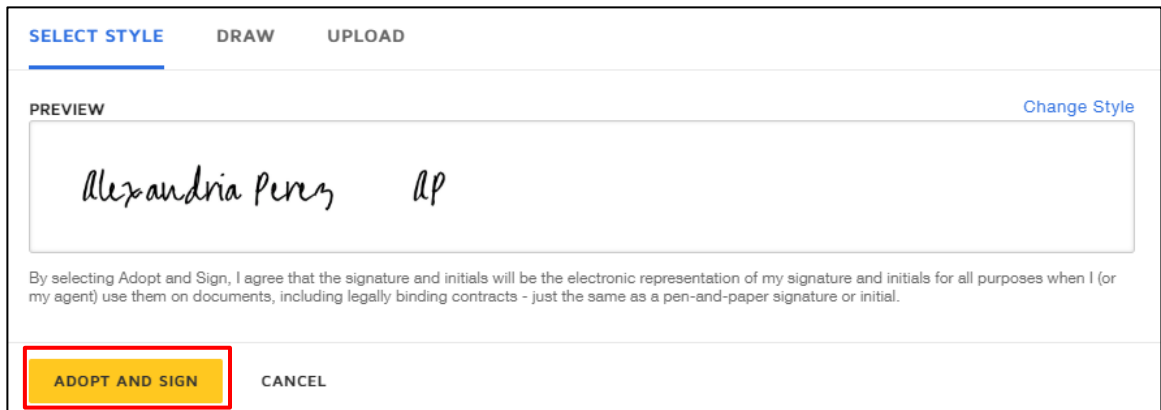 SELECT STYLE DRAW UPLOAD
PREVIEW Change Style
Alexandria Perez AP
By selecting Adopt and Sign, I agree that the signature and initials will be the electronic representation of my signature and initials for all purposes when I (or
my agent) use them on documents, including legally binding contracts - just the same as a pen-and-paper signature or initial.
ADOPT AND SIGN CANCEL